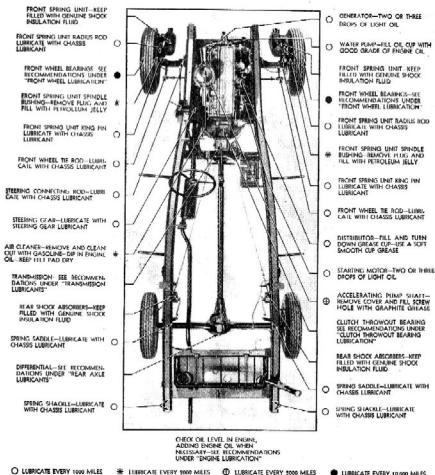 FRONT SPRING UNIT—KEEP
FILLED WITH GENUINE SHOCK
INSULATION FLUID
FRONT SPRING UNIT RADIUS ROD
LUBRICATE WITH CHASSIS
LUBRICANT
FRONT WHEEL BEARINGS SEE
RECOMMENDATIONS UNDER
"FRONT WHEEL LUBRICATION"
FRONT SPRING UNIT SPINDLE
BUSHING—REMOVE PLUG AND
FILL WITH PETROLEUM JELLY
FRONT SPRING UNIT KING PIN
LUBRICATE WITH CHASSIS
LUBRICANT
FRONT WHEEL TIE ROD—LUBRI-
CATE WITH CHASSIS LUBRICANT
STEERING CONNECTING ROD—LUBRI-
CATE WITH CHASSIS LUBRICANT
STEERING GEAR—LUBRICATE WITH
STEERING GEAR LUBRICANT
AIR CLEANER—REMOVE AND CLEAN
OUT WITH GASOLINE—DIP IN ENGINE
OIL—KEEP FELT PAD DRY
TRANSMISSION—SEE RECOMMEN-
DATIONS UNDER "TRANSMISSION
LUBRICANTS"
REAR SHOCK ABSORBERS—KEEP
FILLED WITH GENUINE SHOCK
INSULATION FLUID
SPRING SADDLE—LUBRICATE WITH
CHASSIS LUBRICANT
DIFFERENTIAL—SEE RECOMMEN-
DATIONS UNDER "REAR AXLE
LUBRICANTS"
SPRING SHACKLE—LUBRICATE
WITH CHASSIS LUBRICANT
GENERATOR—TWO OR THREE
DROPS OF LIGHT OIL
WATER PUMP—FILL OIL CUP WITH
GOOD GRADE OF ENGINE OIL
FRONT SPRING UNIT KEEP
FILLED WITH GENUINE SHOCK
INSULATION FLUID
FRONT WHEEL BEARINGS—SEE
RECOMMENDATIONS UNDER
"FRONT WHEEL LUBRICATION"
FRONT SPRING UNIT RADIUS ROD
LUBRICATE WITH CHASSIS
LUBRICANT
FRONT SPRING UNIT SPINDLE
BUSHING—REMOVE PLUG AND
FILL WITH PETROLEUM JELLY
FRONT SPRING UNIT KING PIN
LUBRICATE WITH CHASSIS
LUBRICANT
FRONT WHEEL TIE ROD—LUBRI-
CATE WITH CHASSIS LUBRICANT
DISTRIBUTOR—FILL AND TURN
DOWN GREASE CUP—USE A SOFT
SMOOTH CUP GREASE
STARTING MOTOR—TWO OR THREE
DROPS OF LIGHT OIL
ACCELERATING PUMP SHAFT—
REMOVE COVER AND FILL SCREW
HOLE WITH GRAPHITE GREASE
CLUTCH THROWOUT BEARING
SEE RECOMMENDATIONS UNDER
"CLUTCH THROWOUT BEARING
LUBRICATION"
REAR SHOCK ABSORBERS—KEEP
FILLED WITH GENUINE SHOCK
INSULATION FLUID
SPRING SADDLE—LUBRICATE WITH
CHASSIS LUBRICANT
SPRING SHACKLE—LUBRICATE
WITH CHASSIS LUBRICANT
CHECK OIL LEVEL IN ENGINE,
ADDING ENGINE OIL WHEN
NECESSARY—SEE RECOMMENDATIONS
UNDER "ENGINE LUBRICATION"
LUBRICATE EVERY 1000 MILES
LUBRICATE EVERY 2000 MILES
LUBRICATE EVERY 5000 MILES
LUBRICATE EVERY 10,000 MILES